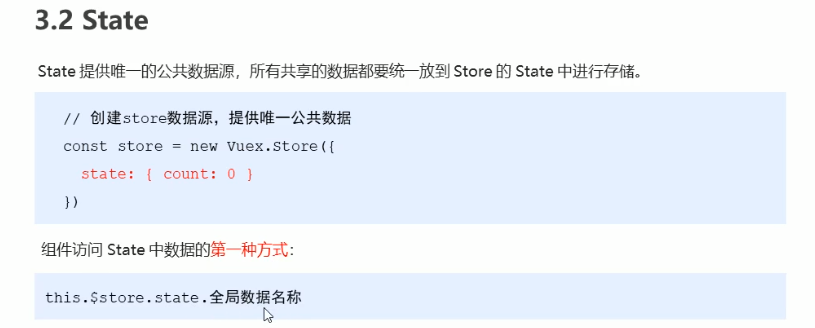 3.2 State
State 提供唯一的公共数据源，所有共享的数据都要统一放到 Store 的 State 中进行存储。
// 创建store数据源，提供唯一公共数据
const store = new Vuex.Store({
state: { count: 0 }
})
组件访问 State 中数据的第一种方式：
this.$store.state.全局数据名称